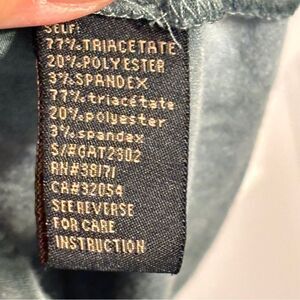 SELF:
77% TRIACETATE
20% POLYESTER
3% SPANDEX
77% triacétate
20% polyester
3% spandex
S/#GAT2302
RN#38171
CA#32054
SEE REVERSE
FOR CARE
INSTRUCTION